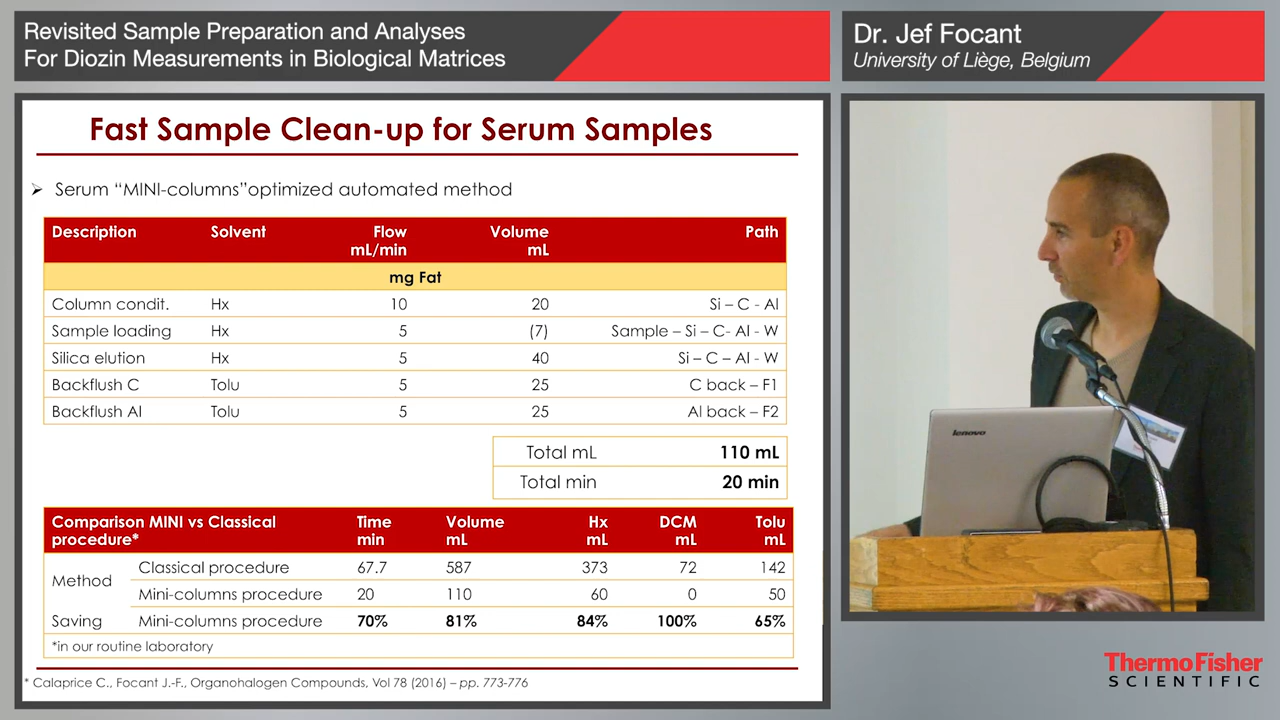 Revisited Sample Preparation and Analyses
For Diozin Measurements in Biological Matrices
Dr. Jef Focant
University of Liège, Belgium
Fast Sample Clean-up for Serum Samples
Serum “MINI-columns”optimized automated method
Description Solvent Flow mL/min Volume mL Path
mg Fat
Column condit. Hx 10 20 Si – C - Al
Sample loading Hx 5 (7) Sample – Si – C- Al - W
Silica elution Hx 5 40 Si – C – Al - W
Backflush C Tolu 5 25 C back – F1
Backflush Al Tolu 5 25 Al back – F2
Total mL 110 mL
Total min 20 min
Comparison MINI vs Classical procedure* Time min Volume mL Hx mL DCM mL Tolu mL
Method
Classical procedure 67.7 587 373 72 142
Mini-columns procedure 20 110 60 0 50
Saving Mini-columns procedure 70% 81% 84% 100% 65%
*in our routine laboratory
* Calaprice C., Focant J.-F., Organohalogen Compounds, Vol 78 (2016) – pp. 773-776
lenovo
ThermoFisher
SCIENTIFIC